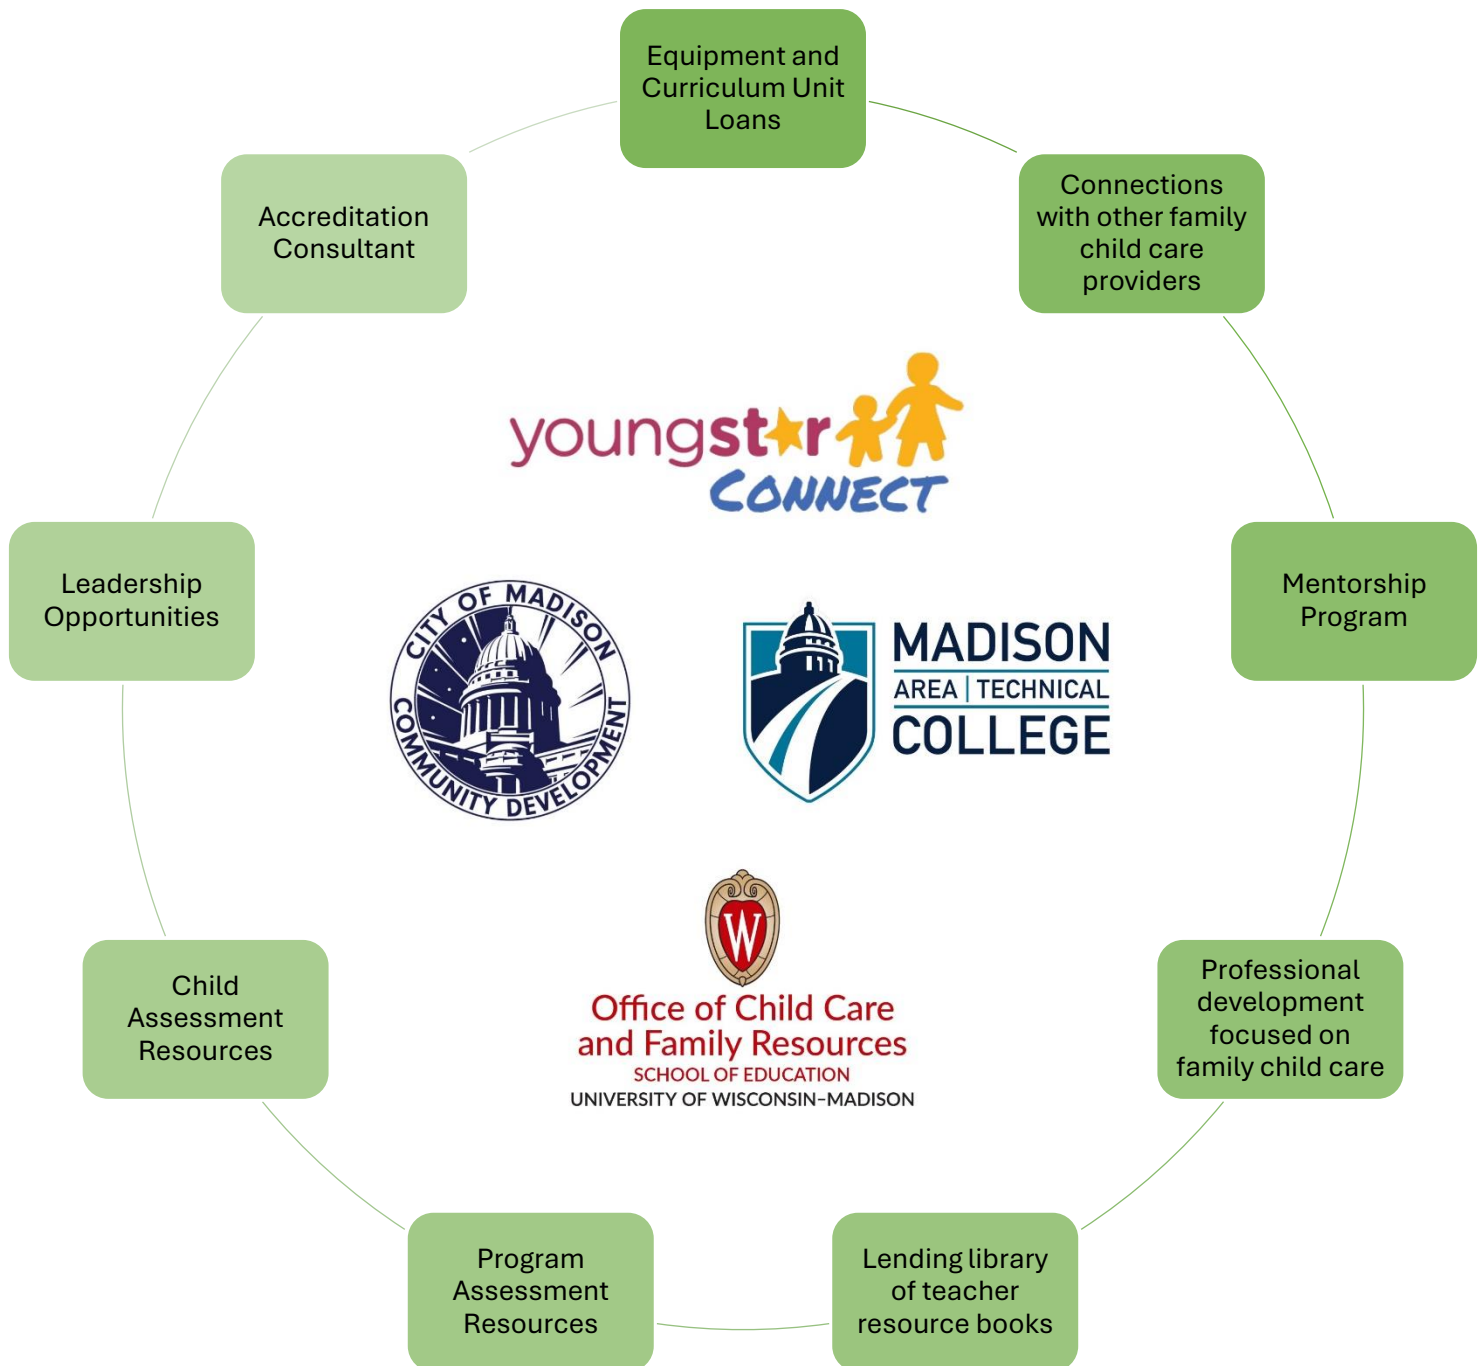 Equipment and
Curriculum Unit
Loans
Connections
with other family
child care
providers
Mentorship
Program
Professional
development
focused on
family child care
Lending library
of teacher
resource books
Program
Assessment
Resources
Child
Assessment
Resources
Leadership
Opportunities
Accreditation
Consultant
youngstar
CONNECT
CITY OF MADISON
COMMUNITY DEVELOPMENT
MADISON
AREA | TECHNICAL
COLLEGE
W
Office of Child Care
and Family Resources
SCHOOL OF EDUCATION
UNIVERSITY OF WISCONSIN–MADISON